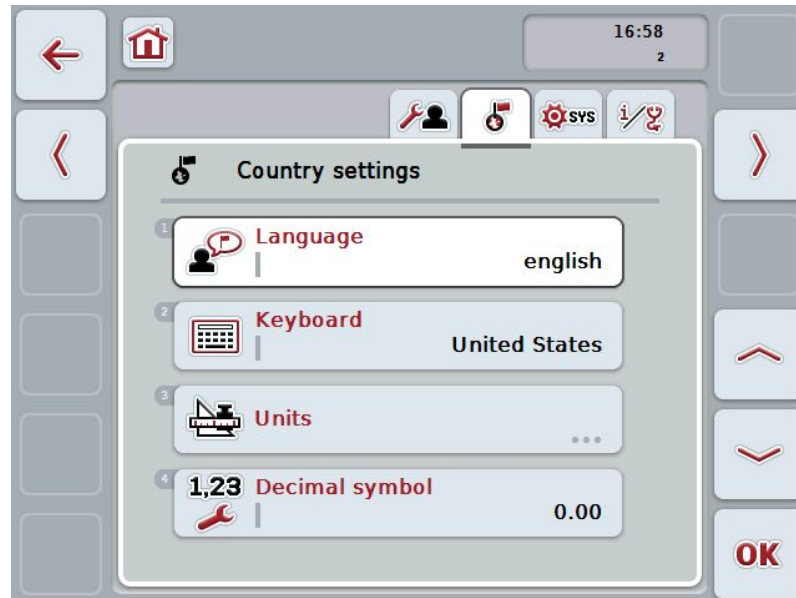 16:58
2
SYS
i/
Country settings
1
Language
english
2
Keyboard
United States
3
Units
...
4
1,23
Decimal symbol
0.00
OK